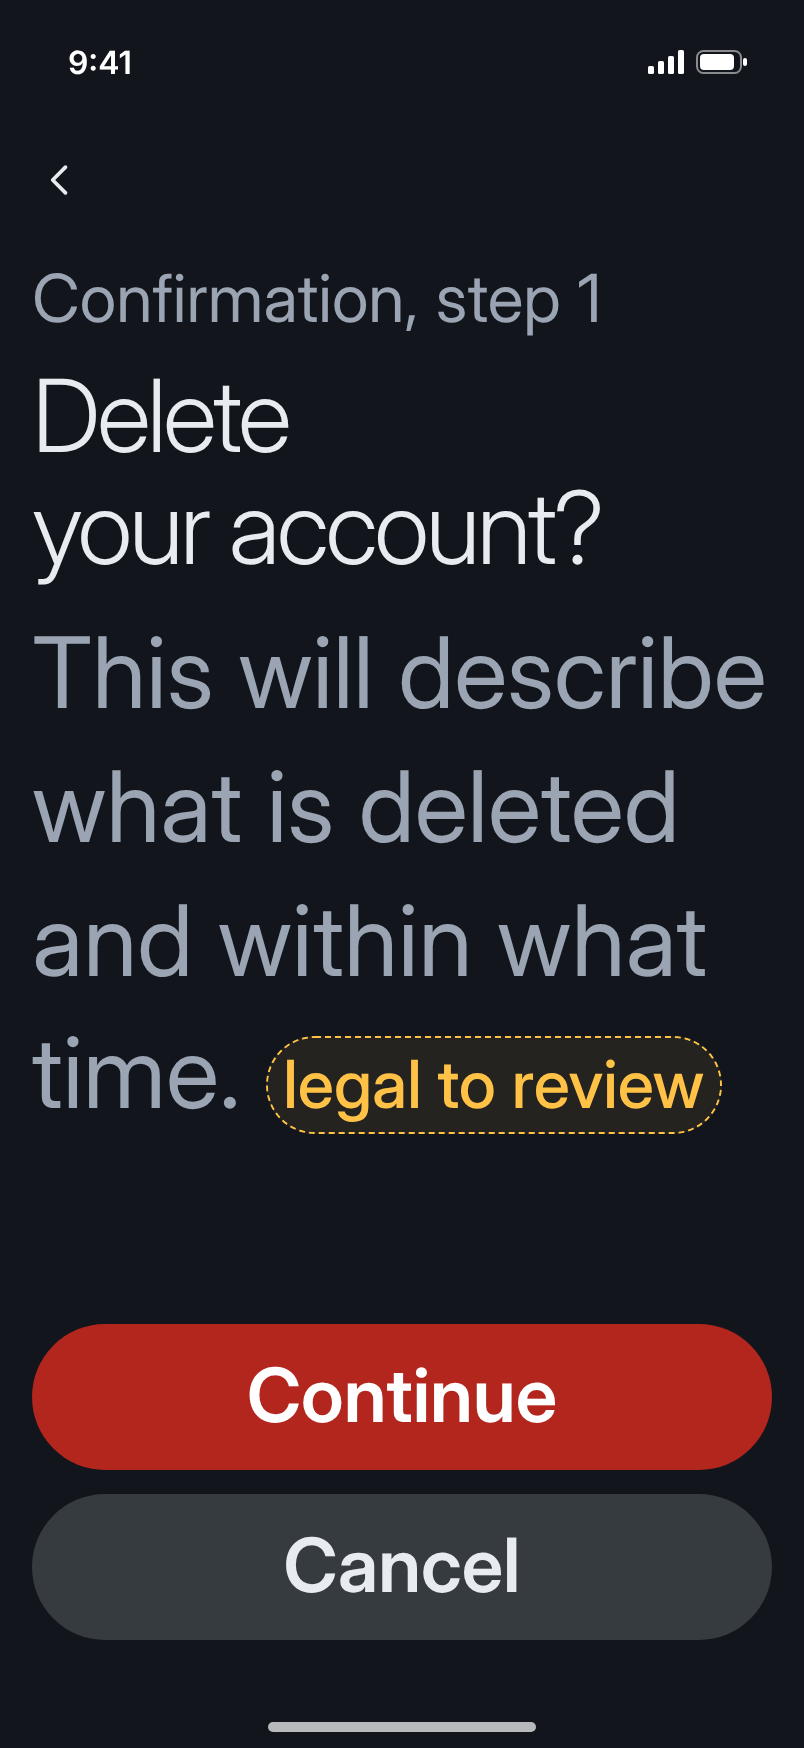 9:41
Confirmation, step 1
Delete
your account?
This will describe
what is deleted
and within what
time. legal to review
Continue
Cancel